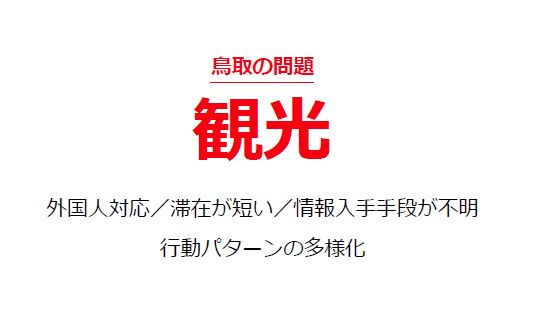 鳥取の問題
観光
外国人対応／滞在が短い／情報入手手段が不明
行動パターンの多様化